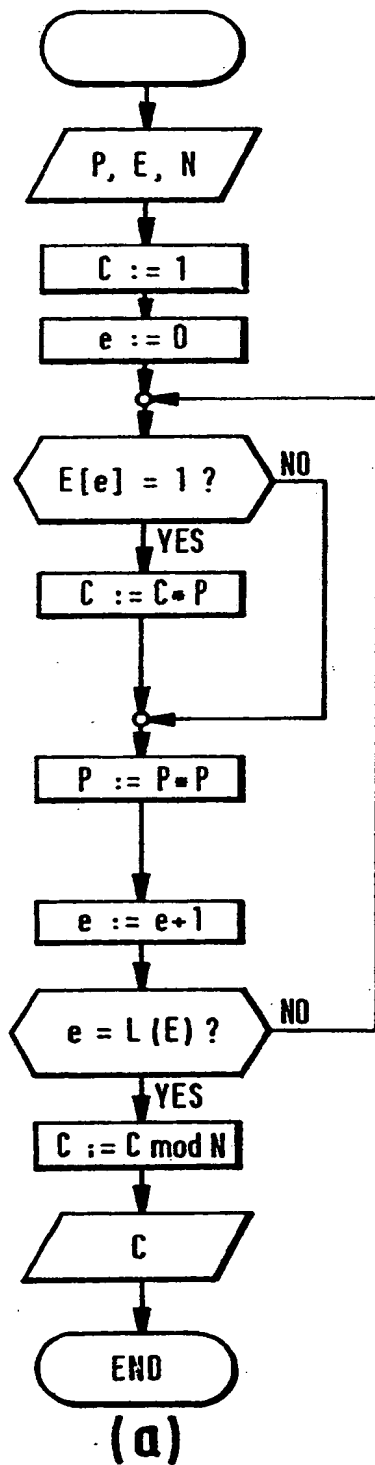 P, E, N
C := 1
e := 0
E[e] = 1 ?
NO
YES
C := C*P
P := P*P
e := e+1
e = L(E) ?
NO
YES
C := C mod N
C
END
(a)